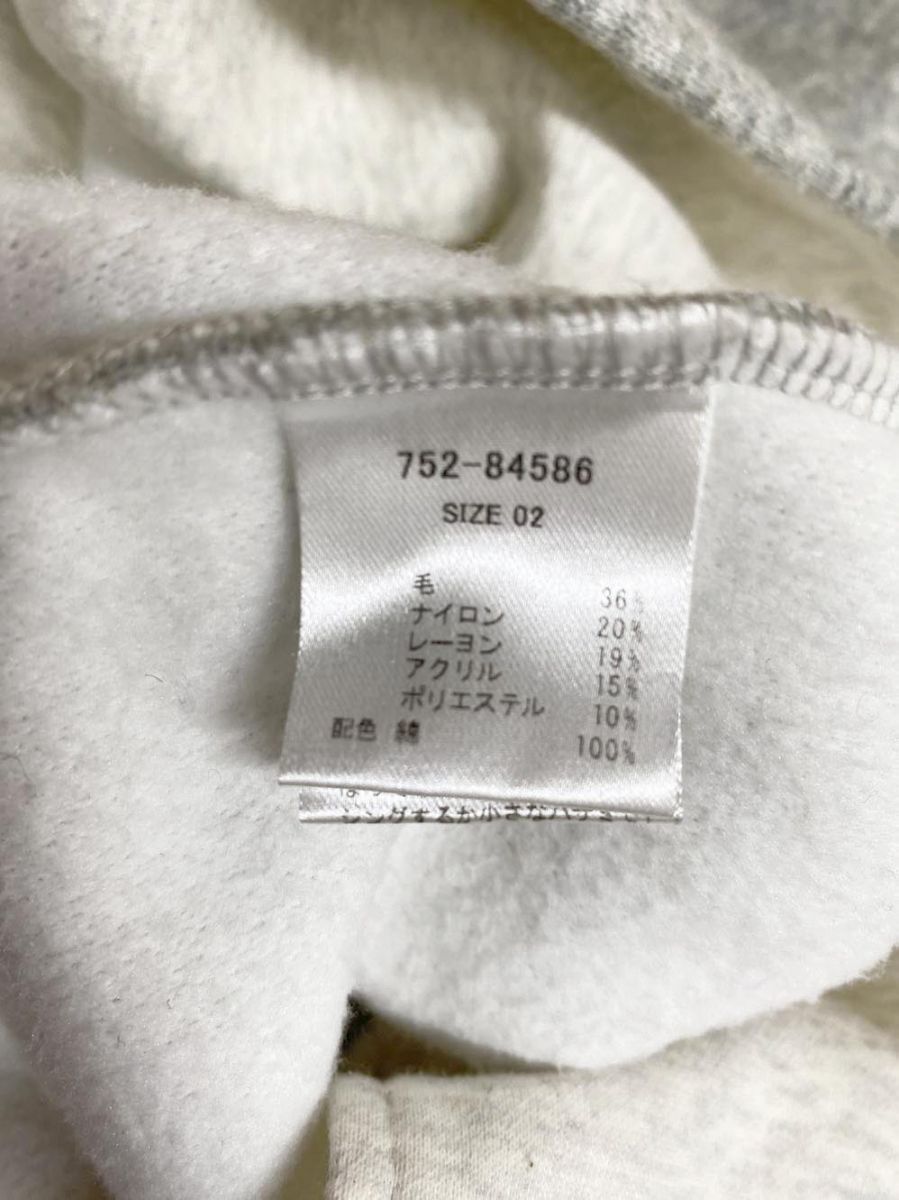 752-84586
SIZE 02
毛 36%
ナイロン 20%
レーヨン 19%
アクリル 15%
ポリエステル 10%
配色 綿 100%